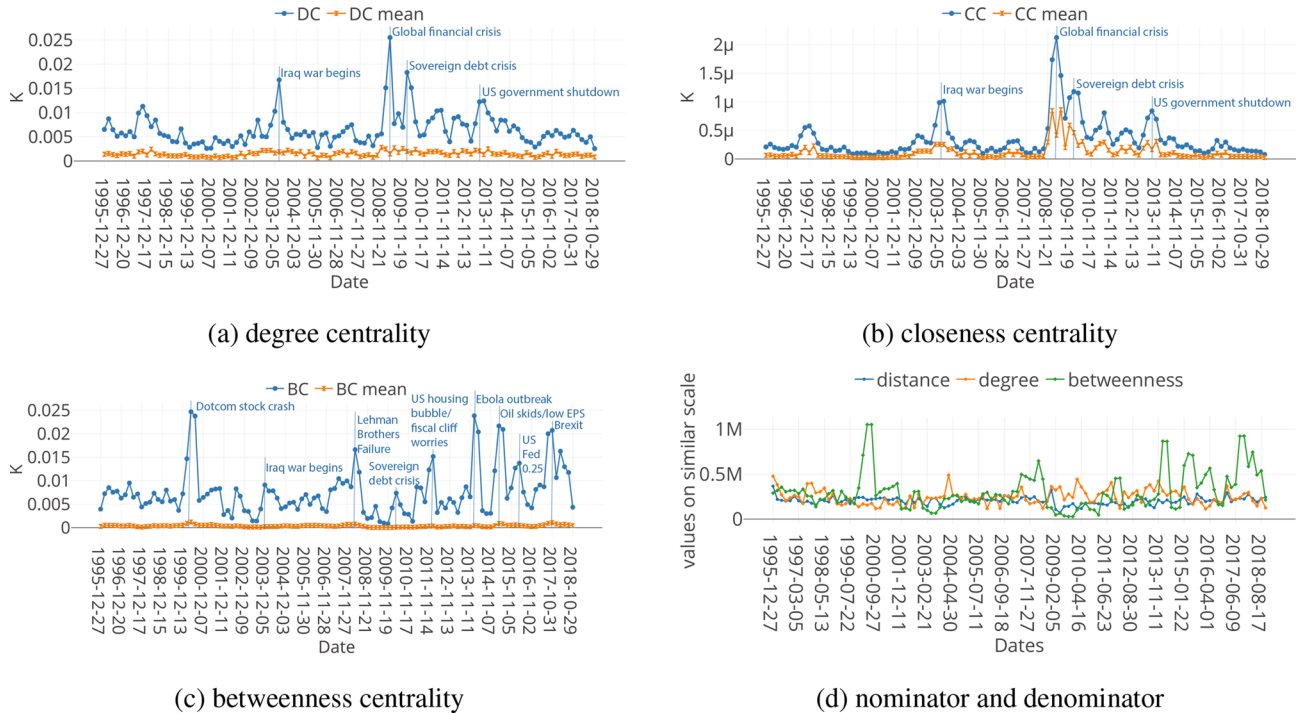 DC DC mean
0.025
0.02
0.015
0.01
0.005
0
K
Global financial crisis
Iraq war begins
Sovereign debt crisis
US government shutdown
1995-12-27
1996-12-20
1997-12-17
1998-12-15
1999-12-13
2000-12-07
2001-12-11
2002-12-09
2003-12-05
2004-12-03
2005-11-30
2006-11-28
2007-11-27
2008-11-21
2009-11-19
2010-11-17
2011-11-14
2012-12-13
2013-12-11
2014-11-07
2015-11-05
2016-11-02
2017-10-31
2018-10-29
Date
(a) degree centrality
CC CC mean
2μ
1.5μ
1μ
0.5μ
0
K
Global financial crisis
Iraq war begins
Sovereign debt crisis
US government shutdown
1995-12-27
1996-12-20
1997-12-17
1998-12-15
1999-12-13
2000-12-07
2001-12-11
2002-12-09
2003-12-05
2004-12-03
2005-11-30
2006-11-28
2007-11-27
2008-11-21
2009-11-19
2010-11-17
2011-11-14
2012-12-13
2013-12-11
2014-11-07
2015-11-05
2016-11-02
2017-10-31
2018-10-29
Date
(b) closeness centrality
BC BC mean
0.025
0.02
0.015
0.01
0.005
0
K
Dotcom stock crash
Iraq war begins
Lehman
Brothers
Failure
Sovereign
debt crisis
US housing
bubble/
fiscal cliff
worries
Ebola outbreak
Oil skids/low EPS
US
Fed
0.25
Brexit
1995-12-27
1996-12-20
1997-12-17
1998-12-15
1999-12-13
2000-12-07
2001-12-11
2002-12-09
2003-12-05
2004-12-03
2005-11-30
2006-11-28
2007-11-27
2008-11-21
2009-11-19
2010-11-17
2011-11-14
2012-12-13
2013-12-11
2014-11-07
2015-11-05
2016-11-02
2017-10-31
2018-10-29
Date
(c) betweenness centrality
distance degree betweenness
1M
0.5M
0
values on similar scale
1995-12-27
1997-03-05
1998-05-13
1999-07-22
2000-09-27
2001-12-11
2003-02-21
2004-04-30
2005-07-11
2006-09-18
2007-11-27
2009-02-05
2010-04-16
2011-06-23
2012-08-30
2013-11-11
2015-01-22
2016-04-01
2017-06-09
2018-08-17
Dates
(d) nominator and denominator